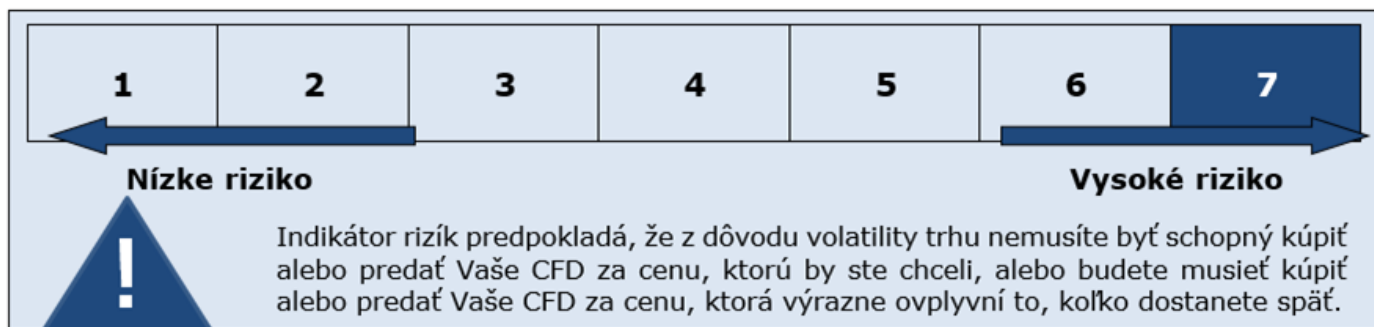 1 2 3 4 5 6 7
Nízke riziko Vysoké riziko
!
Indikátor rizík predpokladá, že z dôvodu volatility trhu nemusíte byť schopný kúpiť
alebo predať Vaše CFD za cenu, ktorú by ste chceli, alebo budete musieť kúpiť
alebo predať Vaše CFD za cenu, ktorá výrazne ovplyvní to, koľko dostanete späť.